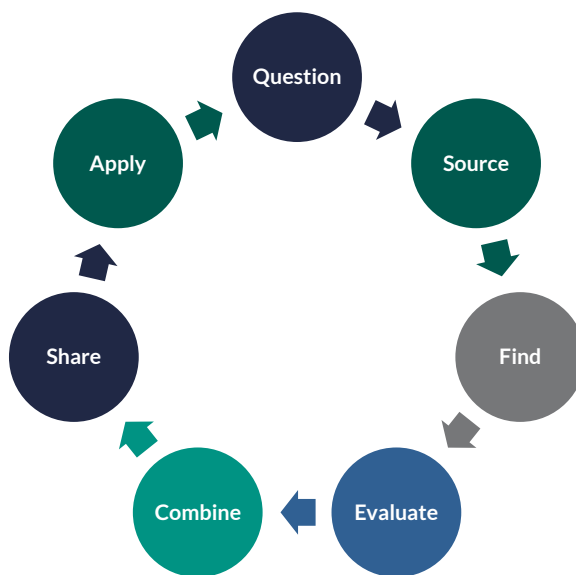 Question
Source
Find
Evaluate
Combine
Share
Apply